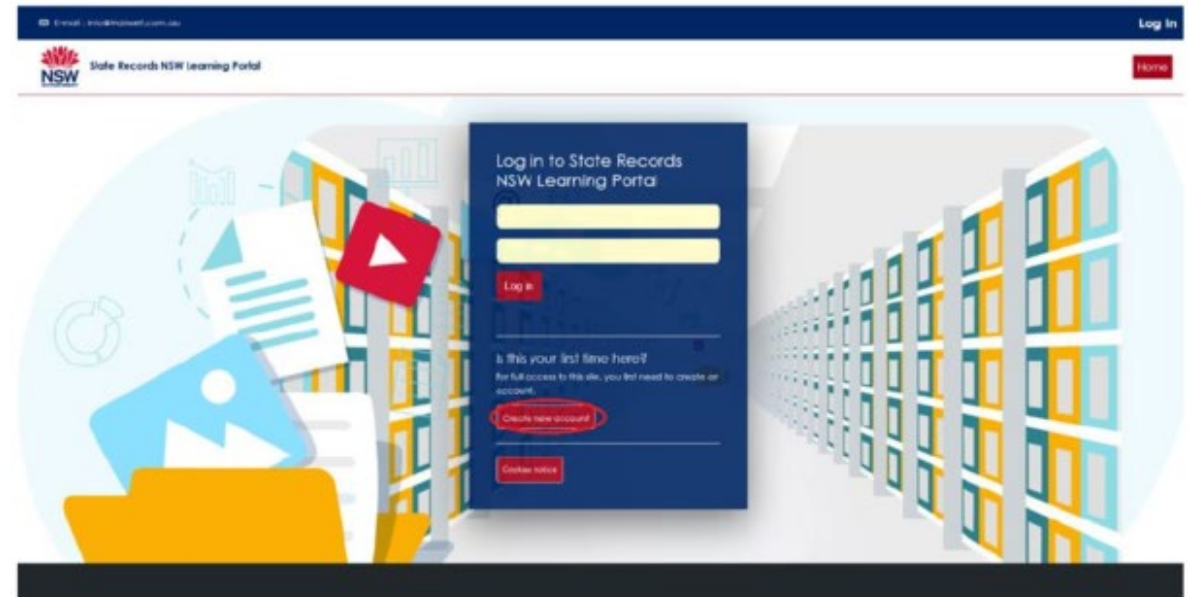 Log In
State Records NSW Learning Portal
NSW
Home
Log in to State Records
NSW Learning Portal
Log in
Is this your first time here?
For full access to this site, you first need to create an
account.
Create new account
Cookies notice